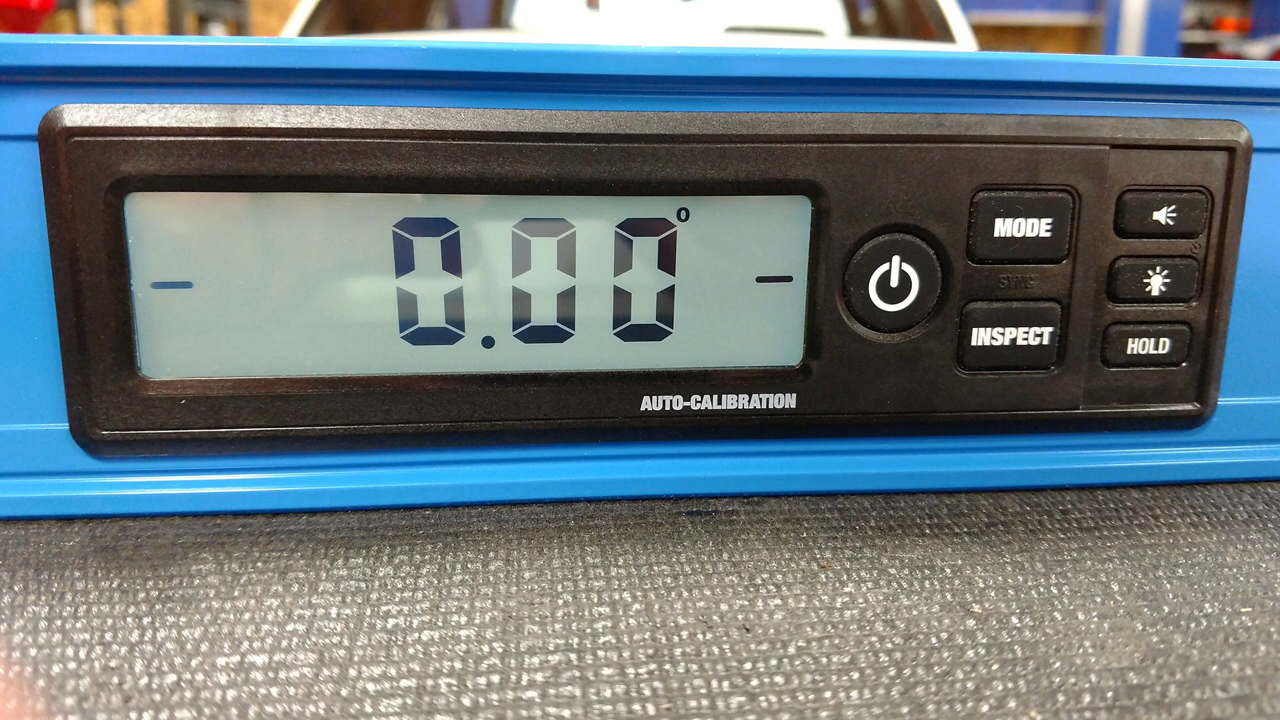 0.00°
MODE
SYNC
INSPECT
HOLD
AUTO-CALIBRATION